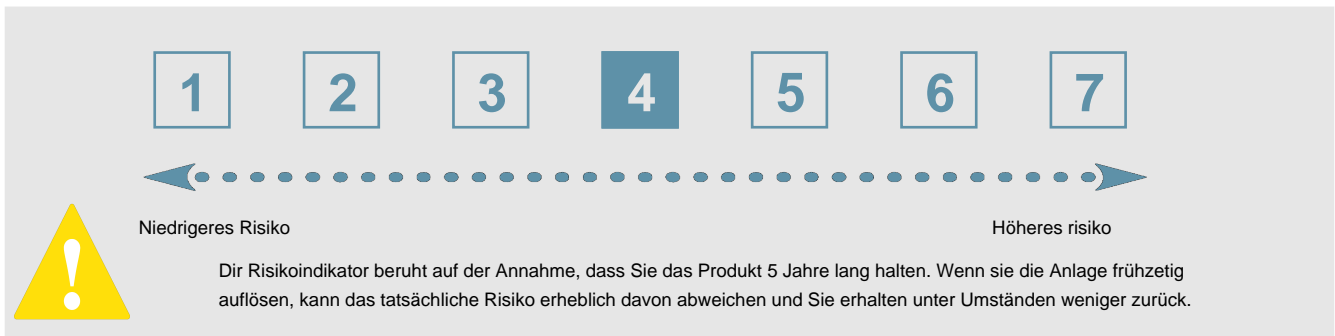 1 2 3 4 5 6 7
Niedrigeres Risiko Höheres risiko
Dir Risikoindikator beruht auf der Annahme, dass Sie das Produkt 5 Jahre lang halten. Wenn sie die Anlage frühzetig
auflösen, kann das tatsächliche Risiko erheblich davon abweichen und Sie erhalten unter Umständen weniger zurück.